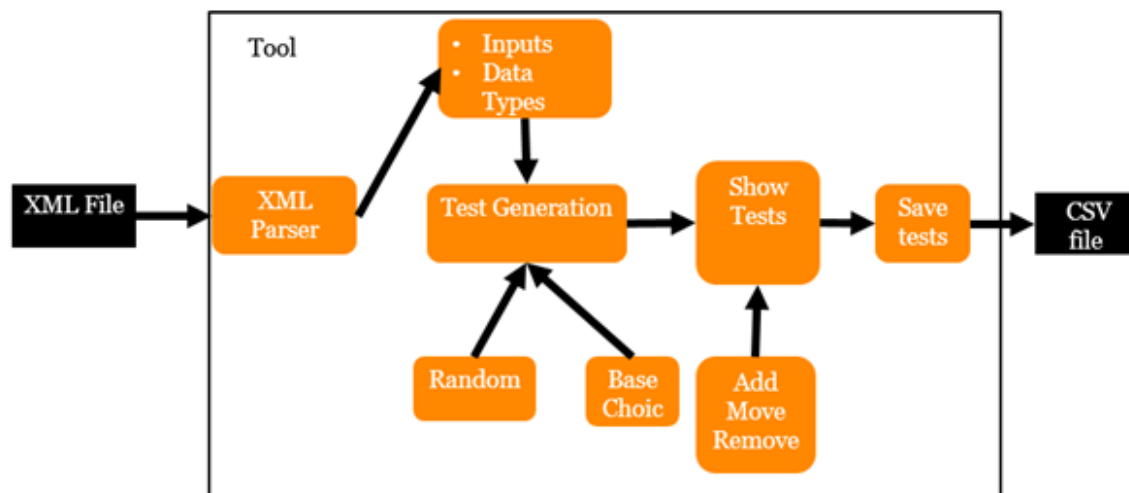 Tool
• Inputs
• Data
Types
XML File
XML
Parser
Test Generation
Show
Tests
Save
tests
CSV
file
Random
Base
Choic
Add
Move
Remove